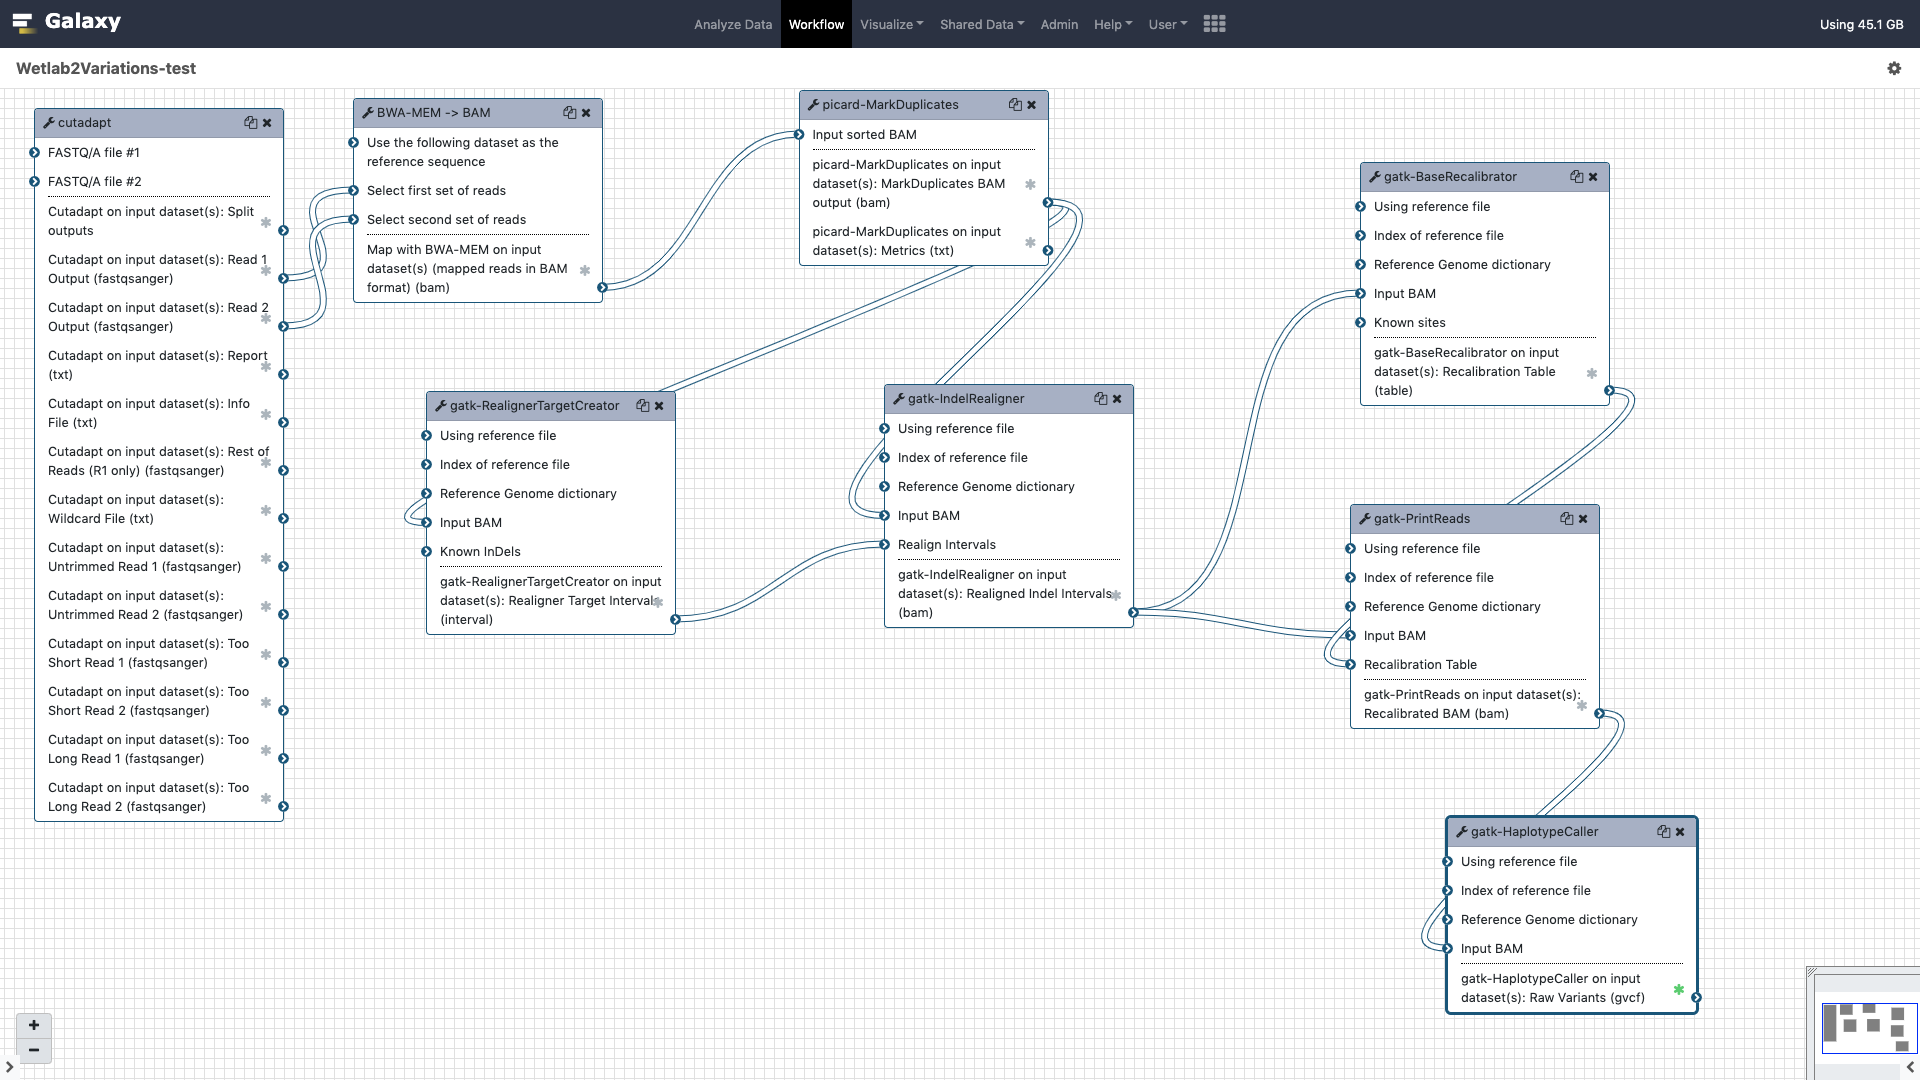 Galaxy
Analyze Data
Workflow
Visualize
Shared Data
Admin
Help
User
Using 45.1 GB
Wetlab2Variations-test
cutadapt
FASTQ/A file #1
FASTQ/A file #2
Cutadapt on input dataset(s): Split
outputs
Cutadapt on input dataset(s): Read 1
Output (fastqsanger)
Cutadapt on input dataset(s): Read 2
Output (fastqsanger)
Cutadapt on input dataset(s): Report
(txt)
Cutadapt on input dataset(s): Info
File (txt)
Cutadapt on input dataset(s): Rest of
Reads (R1 only) (fastqsanger)
Cutadapt on input dataset(s):
Wildcard File (txt)
Cutadapt on input dataset(s):
Untrimmed Read 1 (fastqsanger)
Cutadapt on input dataset(s):
Untrimmed Read 2 (fastqsanger)
Cutadapt on input dataset(s): Too
Short Read 1 (fastqsanger)
Cutadapt on input dataset(s): Too
Short Read 2 (fastqsanger)
Cutadapt on input dataset(s): Too
Long Read 1 (fastqsanger)
Cutadapt on input dataset(s): Too
Long Read 2 (fastqsanger)
BWA-MEM -> BAM
Use the following dataset as the
reference sequence
Select first set of reads
Select second set of reads
Map with BWA-MEM on input
dataset(s) (mapped reads in BAM
format) (bam)
picard-MarkDuplicates
Input sorted BAM
picard-MarkDuplicates on input
dataset(s): MarkDuplicates BAM
output (bam)
picard-MarkDuplicates on input
dataset(s): Metrics (txt)
gatk-RealignerTargetCreator
Using reference file
Index of reference file
Reference Genome dictionary
Input BAM
Known InDels
gatk-RealignerTargetCreator on input
dataset(s): Realigner Target Intervals
(interval)
gatk-IndelRealigner
Using reference file
Index of reference file
Reference Genome dictionary
Input BAM
Realign Intervals
gatk-IndelRealigner on input
dataset(s): Realigned Indel Intervals
(bam)
gatk-BaseRecalibrator
Using reference file
Index of reference file
Reference Genome dictionary
Input BAM
Known sites
gatk-BaseRecalibrator on input
dataset(s): Recalibration Table
(table)
gatk-PrintReads
Using reference file
Index of reference file
Reference Genome dictionary
Input BAM
Recalibration Table
gatk-PrintReads on input dataset(s):
Recalibrated BAM (bam)
gatk-HaplotypeCaller
Using reference file
Index of reference file
Reference Genome dictionary
Input BAM
gatk-HaplotypeCaller on input
dataset(s): Raw Variants (gvcf)